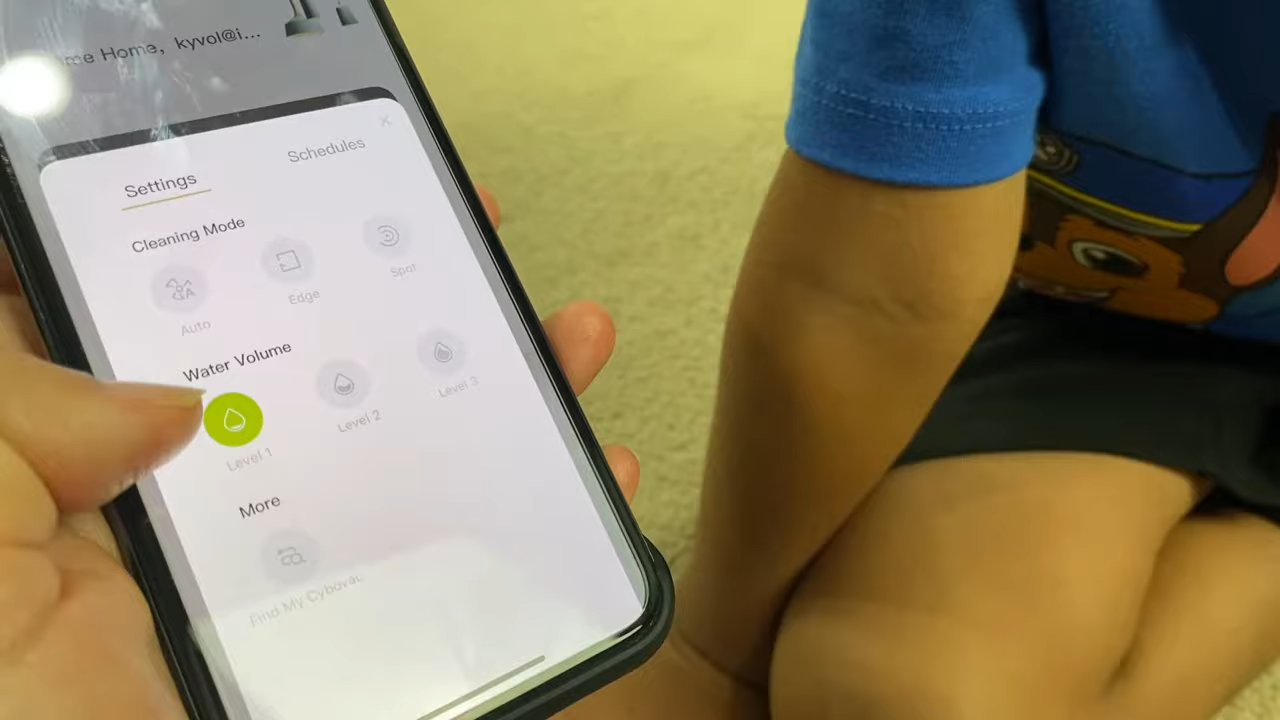 me Home, kyvol@i...
Settings
Schedules
Cleaning Mode
Auto
Edge
Spot
Water Volume
Level 1
Level 2
Level 3
More
Find My Cybovac